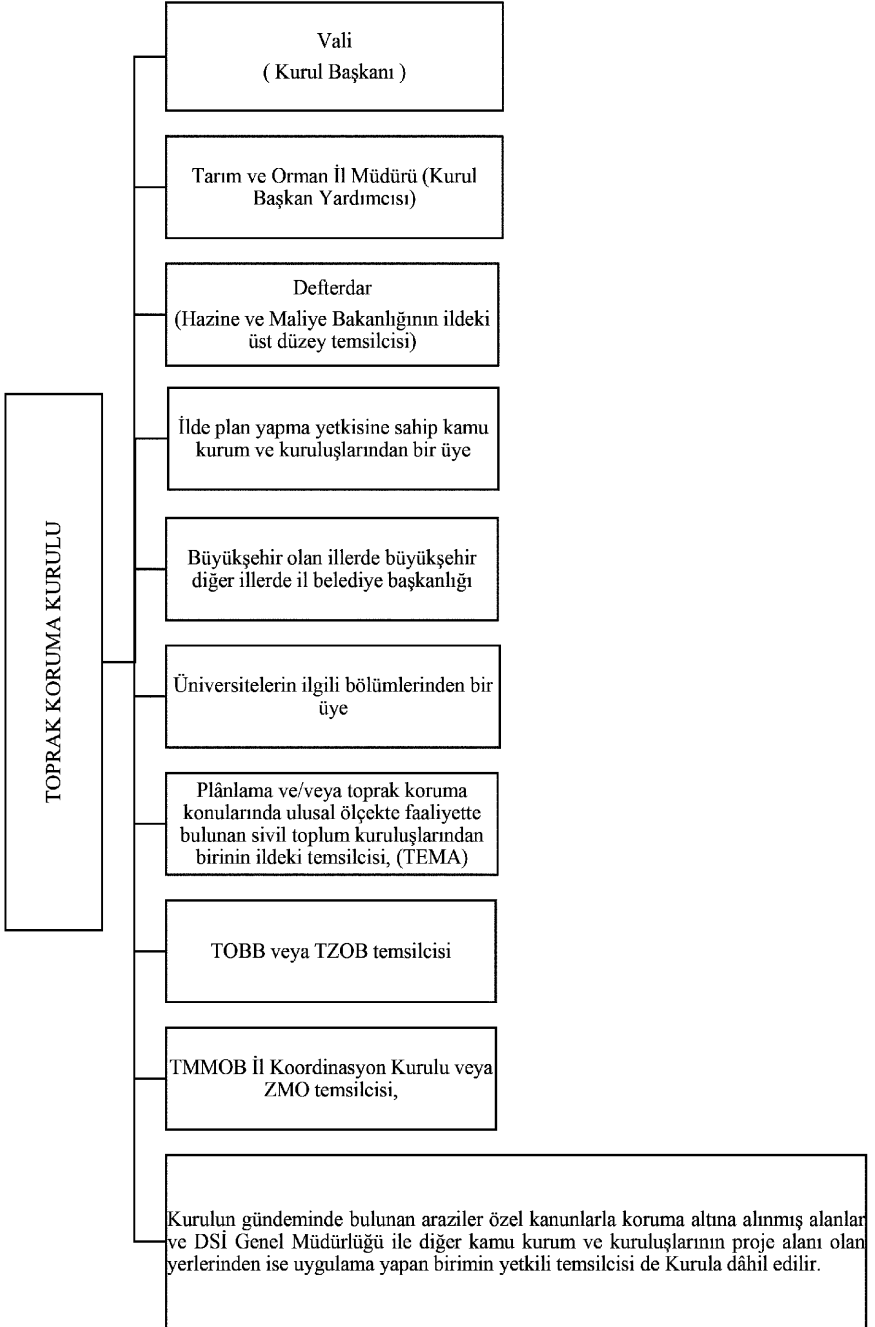 Vali
( Kurul Başkanı )
Tarım ve Orman İl Müdürü (Kurul
Başkan Yardımcısı)
Defterdar
(Hazine ve Maliye Bakanlığının ildeki
üst düzey temsilcisi)
İlde plan yapma yetkisine sahip kamu
kurum ve kuruluşlarından bir üye
TOPRAK KORUMA KURULU
Büyükşehir olan illerde büyükşehir
diğer illerde il belediye başkanlığı
Üniversitelerin ilgili bölümlerinden bir
üye
Plânlama ve/veya toprak koruma
konularında ulusal ölçekte faaliyette
bulunan sivil toplum kuruluşlarından
birinin ildeki temsilcisi, (TEMA)
TOBB veya TZOB temsilcisi
TMMOB İl Koordinasyon Kurulu veya
ZMO temsilcisi,
Kurulun gündeminde bulunan araziler özel kanunlarla koruma altına alınmış alanlar
ve DSİ Genel Müdürlüğü ile diğer kamu kurum ve kuruluşlarının proje alanı olan
yerlerinden ise uygulama yapan birimin yetkili temsilcisi de Kurula dâhil edilir.